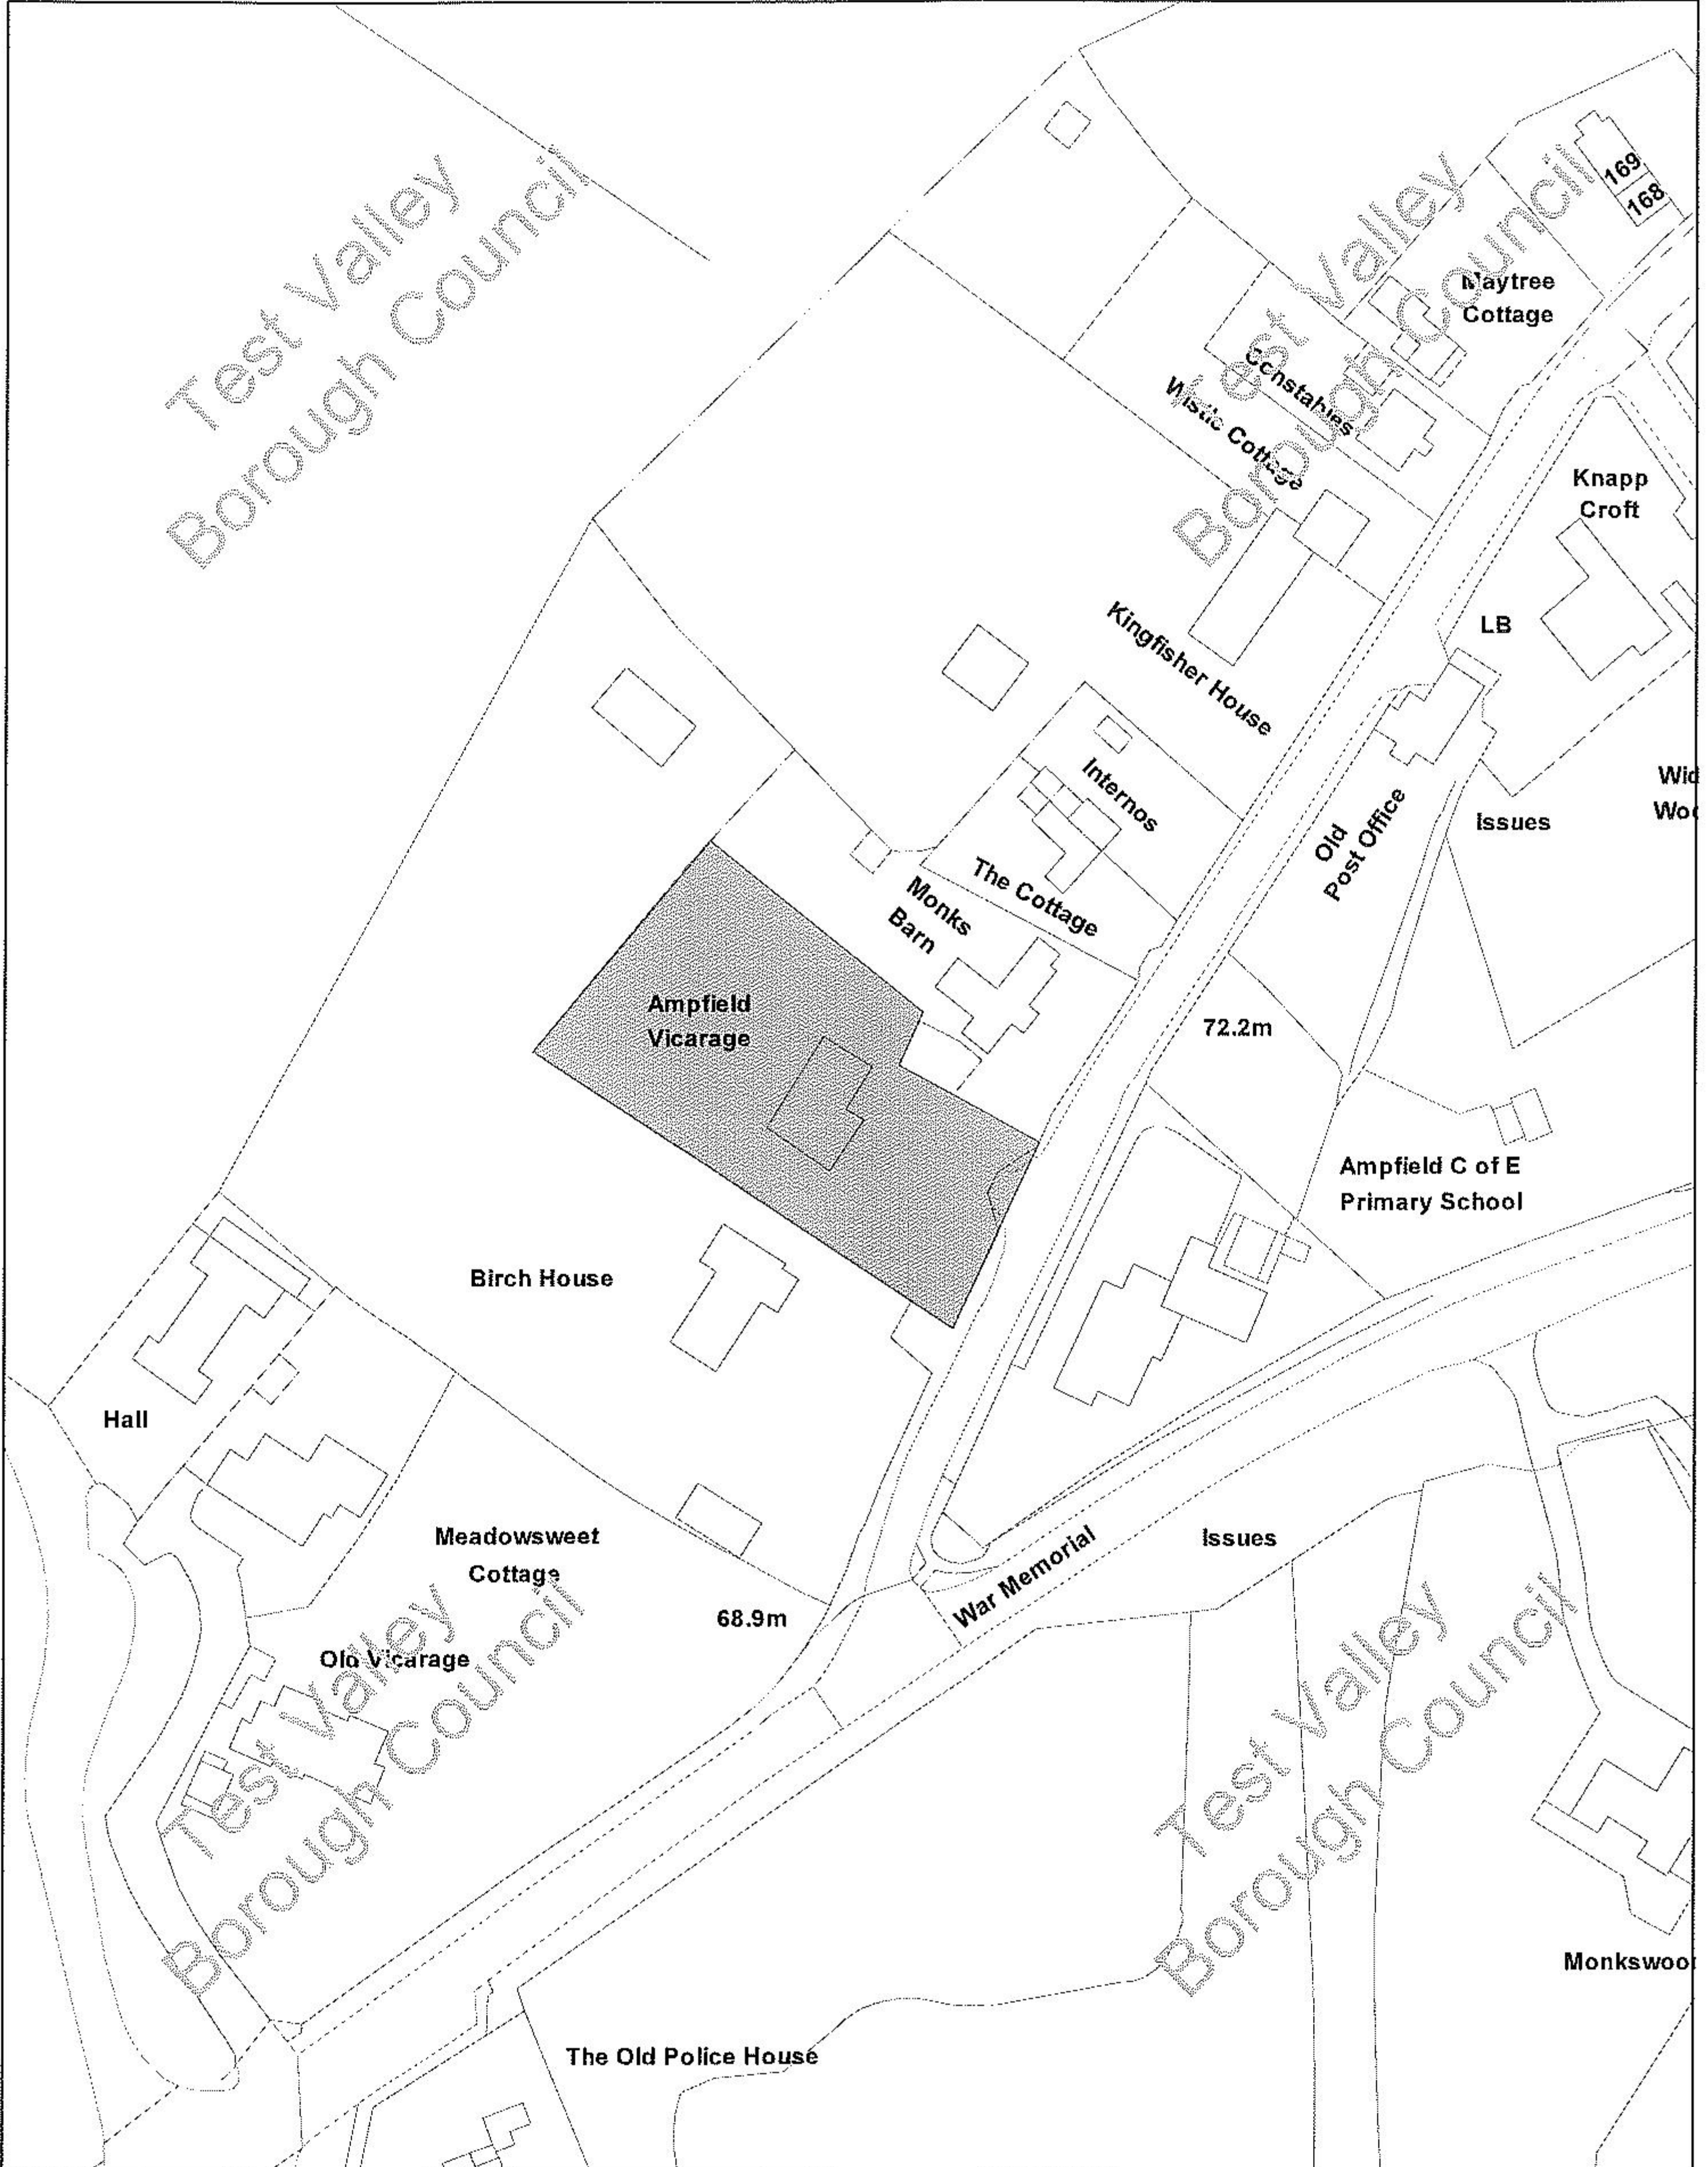 Test Valley
Borough Council
Test Valley
Borough Council
169
168
Maytree
Cottage
Constables
Cottage
Knapp
Croft
LB
Kingfisher House
Internos
Old
Post Office
Issues
Wid
Woo
The Cottage
Monks
Barn
Ampfield
Vicarage
72.2m
Ampfield C of E
Primary School
Birch House
Hall
Meadowsweet
Cottage
War Memorial
Issues
68.9m
Old Vicarage
Test Valley
Borough Council
Test Valley
Borough Council
Monkswoo
The Old Police House